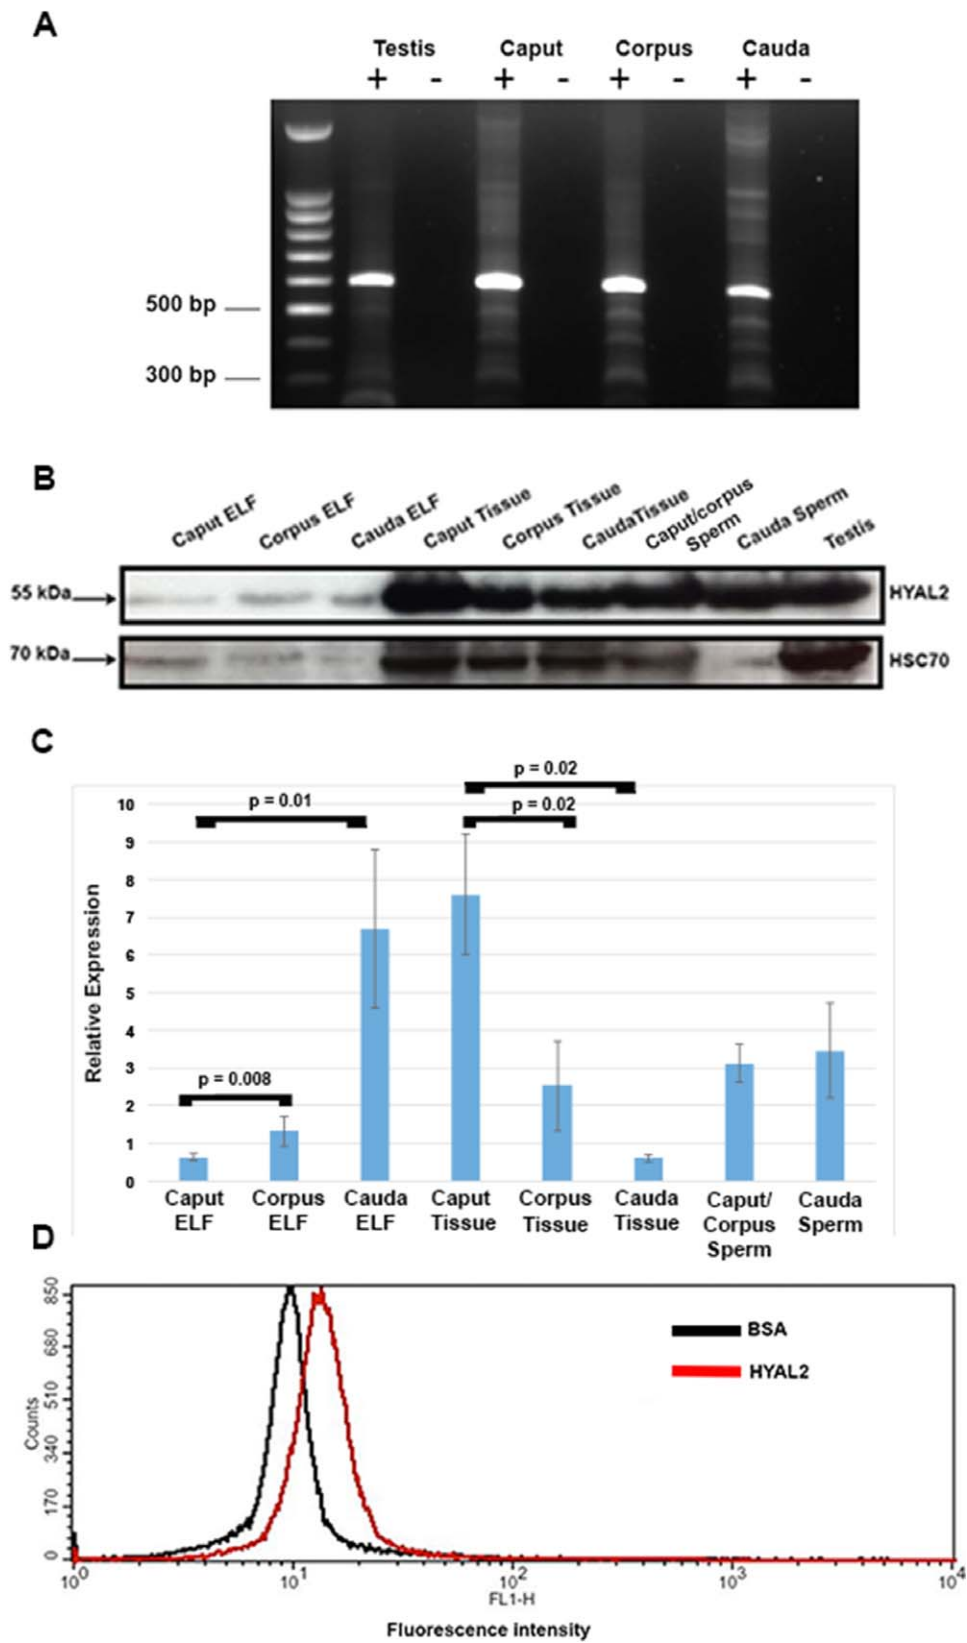 A
Testis Caput Corpus Cauda
+ - + - + - + -
500 bp
300 bp
B
Caput ELF
Corpus ELF
Cauda ELF
Caput Tissue
Corpus Tissue
CaudaTissue
Caput/corpus
Sperm
Cauda Sperm
Testis
55 kDa
HYAL2
70 kDa
HSC70
C
p = 0.02
p = 0.01
p = 0.02
p = 0.008
Relative Expression
10
9
8
7
6
5
4
3
2
1
0
Caput
ELF
Corpus
ELF
Cauda
ELF
Caput
Tissue
Corpus
Tissue
Cauda
Tissue
Caput/
Corpus
Sperm
Cauda
Sperm
D
Counts
850
680
510
340
170
0
BSA
HYAL2
10⁰ 10¹ 10² 10³ 10⁴
FL1-H
Fluorescence intensity